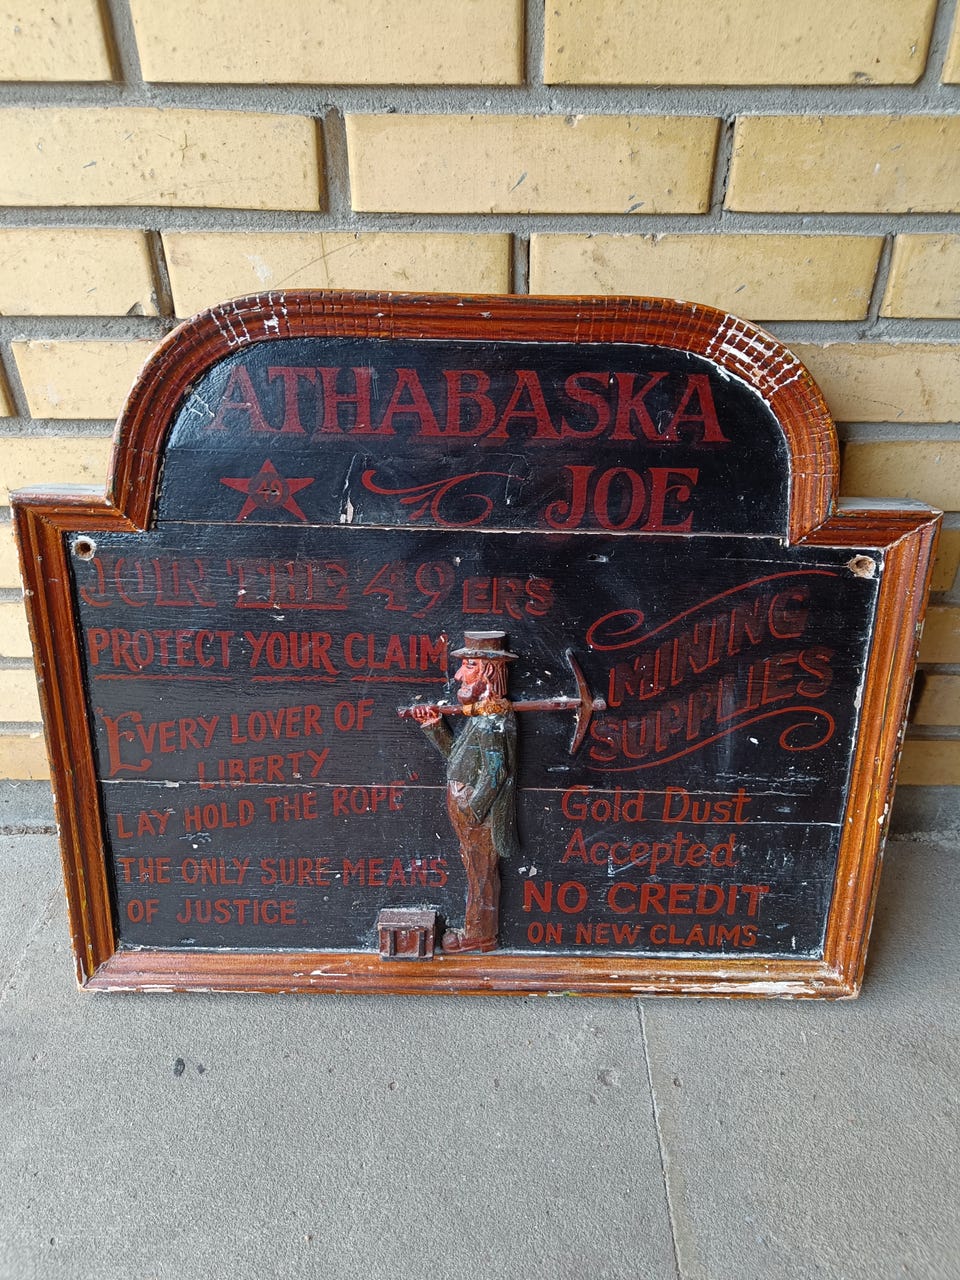 ATHABASKA
49 JOE
JOIN THE 49ERS
PROTECT YOUR CLAIM
"EVERY LOVER OF
LIBERTY
LAY HOLD THE ROPE"
THE ONLY SURE MEANS
OF JUSTICE.
MINING
SUPPLIES
Gold Dust
Accepted
NO CREDIT
ON NEW CLAIMS